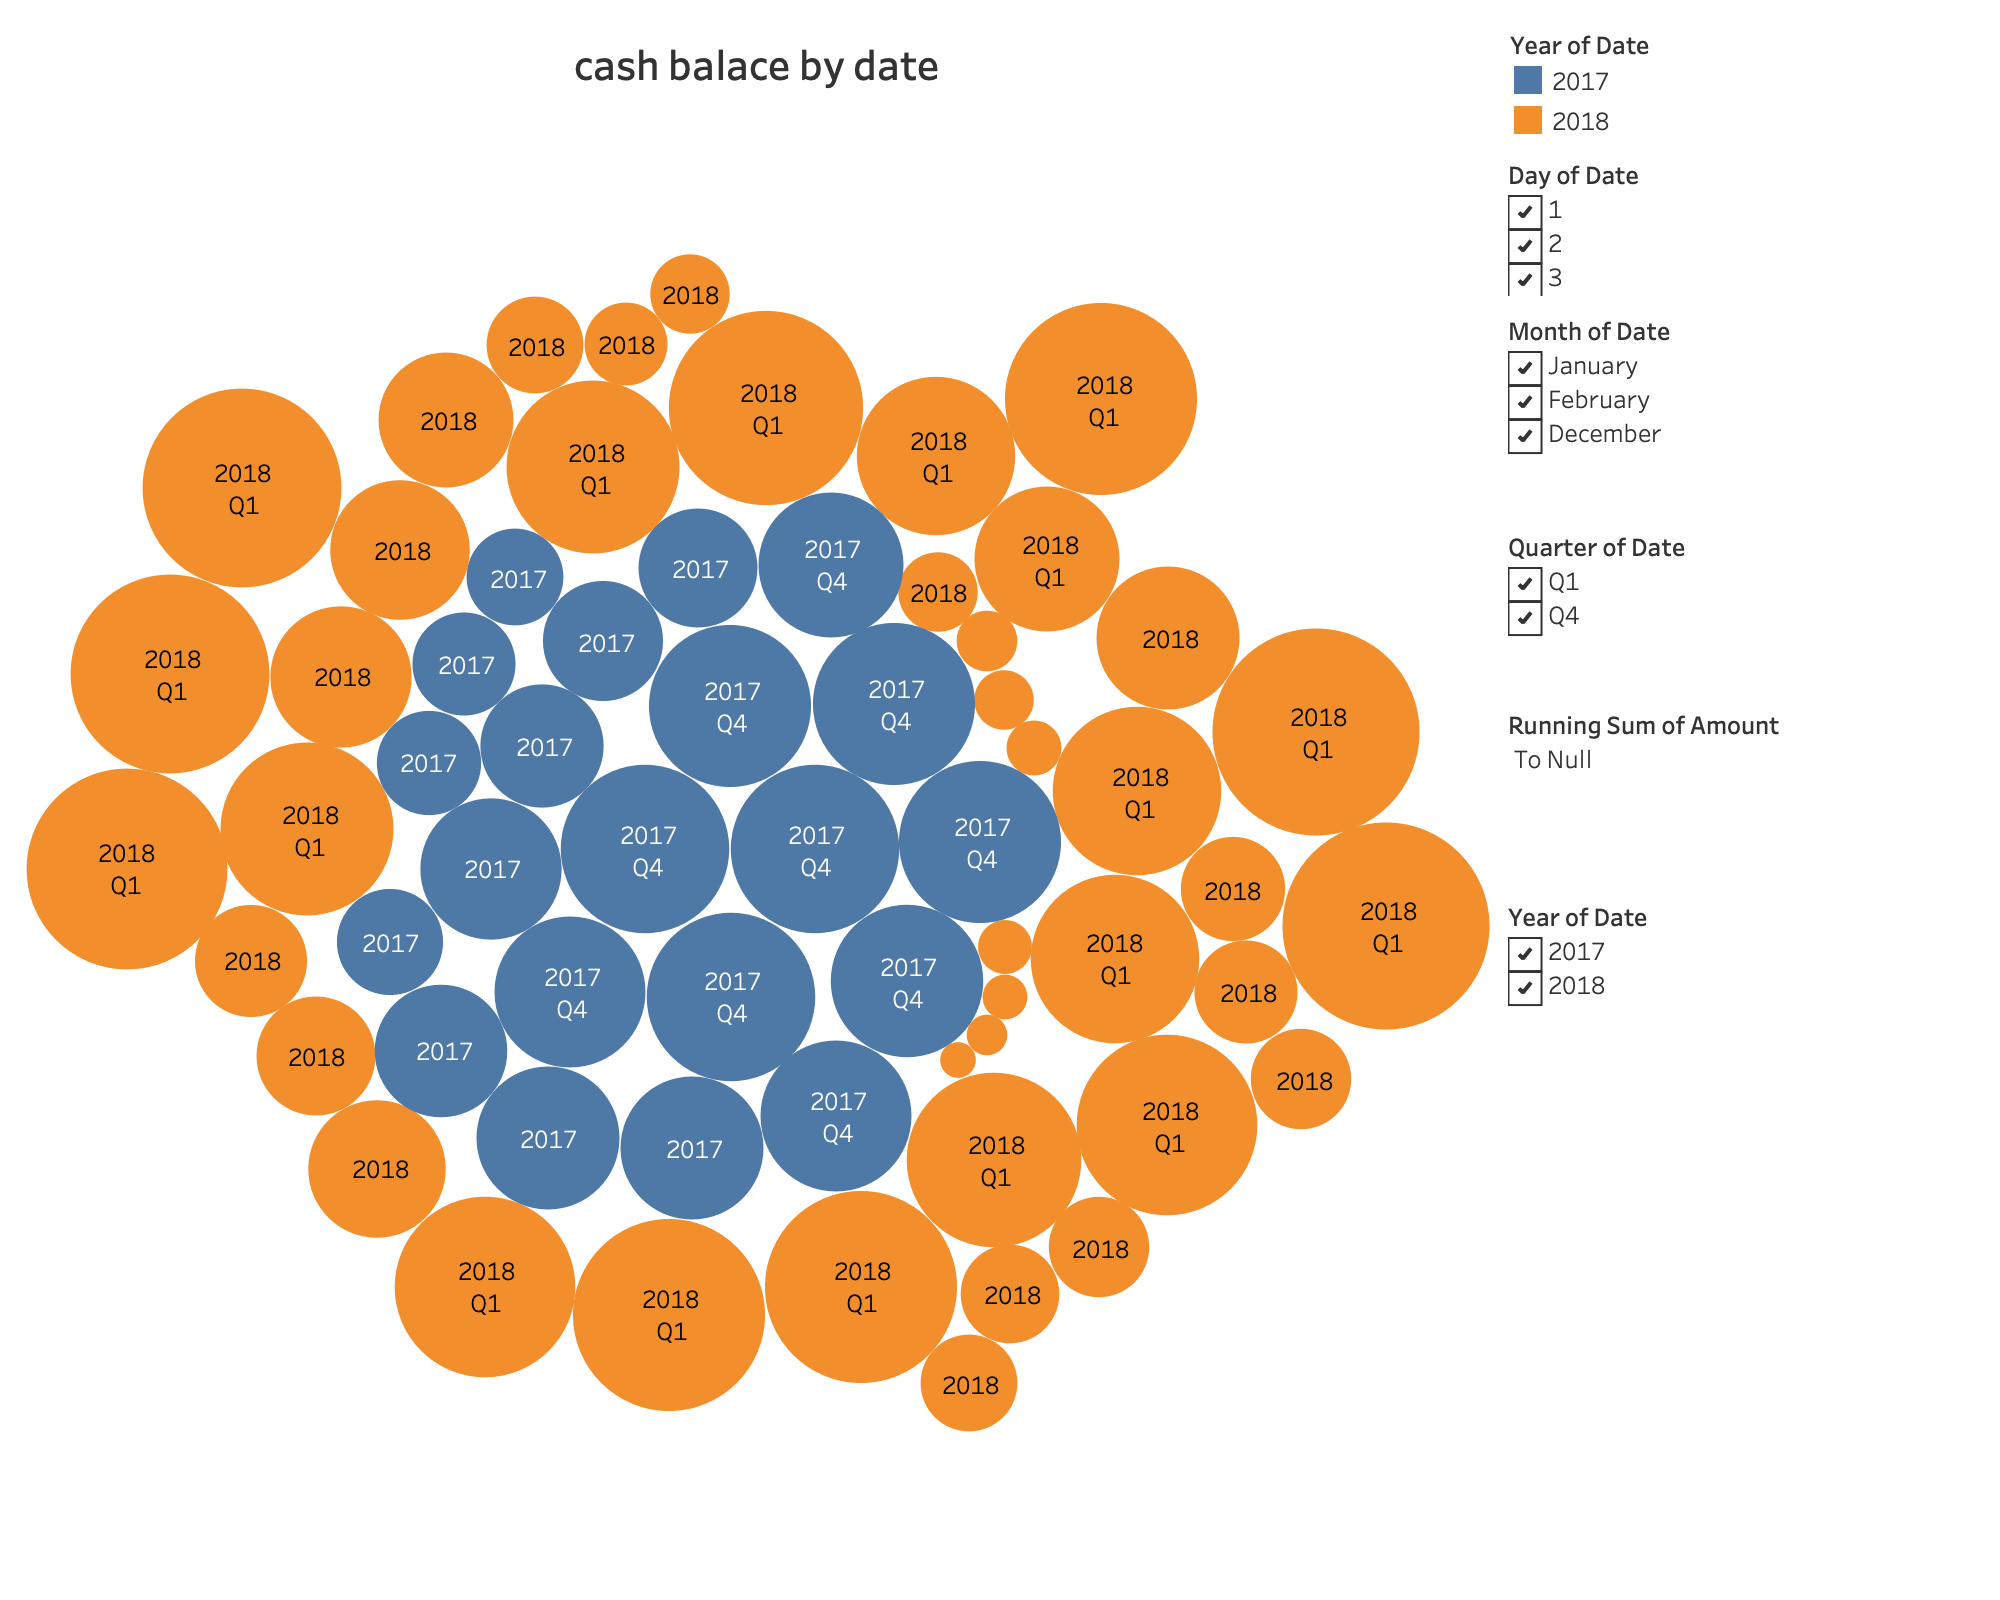 cash balace by date
2018
2018
2018
2018
2018
Q1
2018
Q1
2018
Q1
2018
Q1
2018
Q1
2018
2017
2018
Q1
2017
2017
Q4
2018
Q1
2018
2017
2018
Q1
2018
2017
2017
2018
2017
Q4
2017
Q4
2018
Q1
2017
2017
2018
Q1
2018
Q1
2018
Q1
2017
2017
Q4
2017
Q4
2017
Q4
2018
2018
Q1
2018
2017
2018
Q1
2017
Q4
2017
Q4
2017
Q4
2018
2018
2017
2018
2018
Q1
2018
2017
2017
2017
Q4
2018
Q1
2018
Q1
2018
Q1
2018
Q1
2018
2018
2018
Year of Date
2017
2018
Day of Date
1
2
3
Month of Date
January
February
December
Quarter of Date
Q1
Q4
Running Sum of Amount
To Null
Year of Date
2017
2018